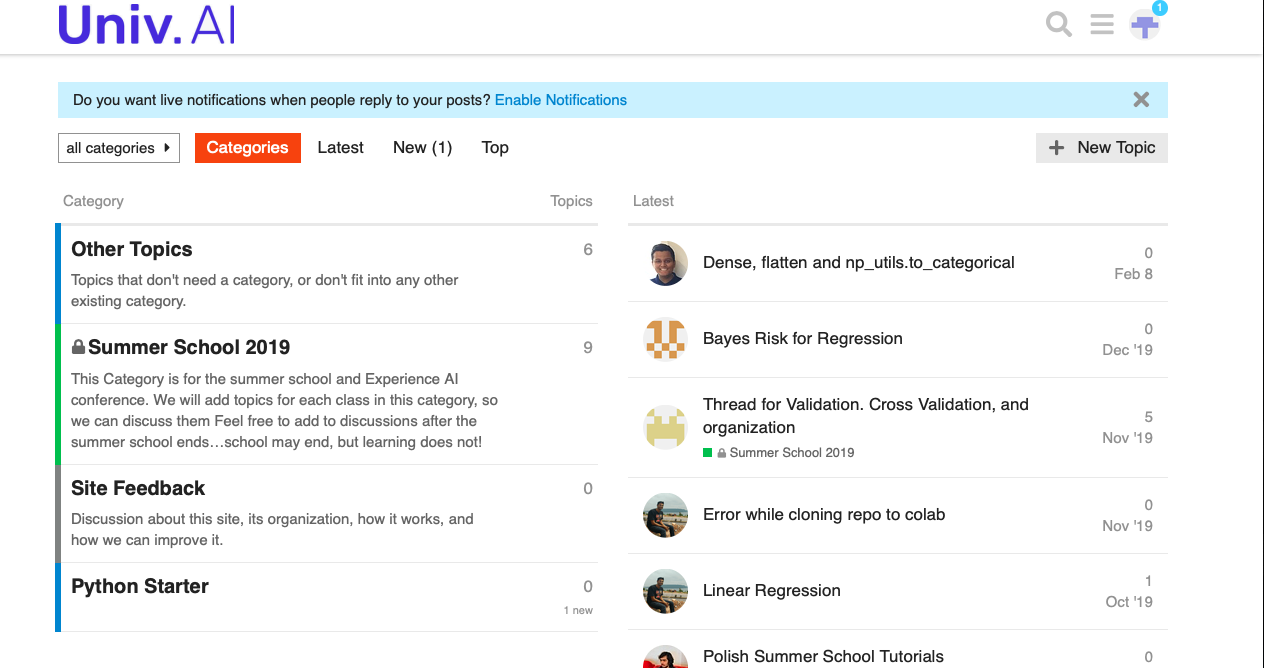 Univ.AI
1
Do you want live notifications when people reply to your posts? Enable Notifications
all categories
Categories
Latest
New (1)
Top
New Topic
Category
Topics
Other Topics
6
Topics that don't need a category, or don't fit into any other
existing category.
Summer School 2019
9
This Category is for the summer school and Experience AI
conference. We will add topics for each class in this category, so
we can discuss them Feel free to add to discussions after the
summer school ends…school may end, but learning does not!
Site Feedback
0
Discussion about this site, its organization, how it works, and
how we can improve it.
Python Starter
0
1 new
Latest
Dense, flatten and np_utils.to_categorical
0
Feb 8
Bayes Risk for Regression
0
Dec '19
Thread for Validation. Cross Validation, and
organization
Summer School 2019
5
Nov '19
Error while cloning repo to colab
0
Nov '19
Linear Regression
1
Oct '19
Polish Summer School Tutorials
0